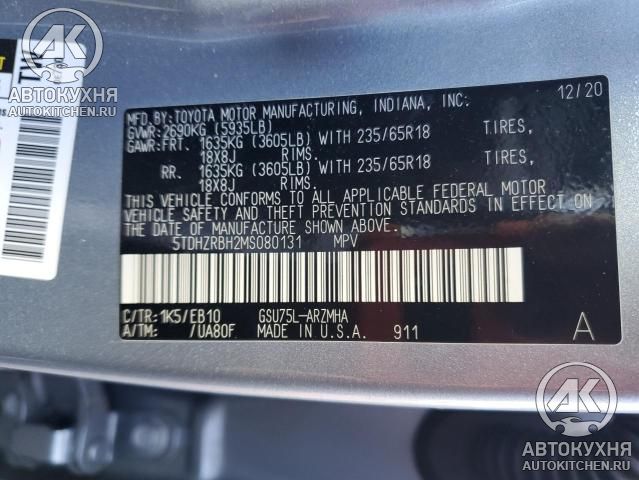 AK
АВТОКУХНЯ
AUTOKITCHEN.RU
12/20
MFD. BY: TOYOTA MOTOR MANUFACTURING, INDIANA, INC.
GVWR: 2690KG (5935LB)
GAWR: FRT. 1635KG (3605LB) WITH 235/65R18 TIRES,
18X8J RIMS.
RR. 1635KG (3605LB) WITH 235/65R18 TIRES,
18X8J RIMS.
THIS VEHICLE CONFORMS TO ALL APPLICABLE FEDERAL MOTOR
VEHICLE SAFETY AND THEFT PREVENTION STANDARDS IN EFFECT ON
THE DATE OF MANUFACTURE SHOWN ABOVE.
5TDHZRBH2MS080131 MPV
C/TR: 1K5/EB10 GSU75L-ARZMHA
A/TM: /UA80F MADE IN U.S.A. 911 A
AK
АВТОКУХНЯ
AUTOKITCHEN.RU